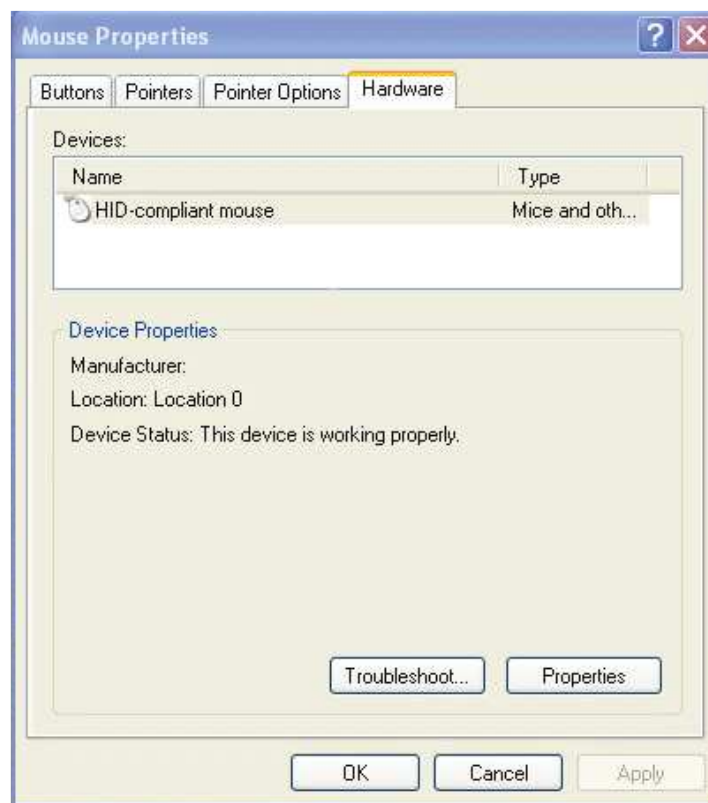 Mouse Properties
Buttons Pointers Pointer Options Hardware
Devices:
Name Type
HID-compliant mouse Mice and oth...
Device Properties
Manufacturer:
Location: Location 0
Device Status: This device is working properly.
Troubleshoot... Properties
OK Cancel Apply